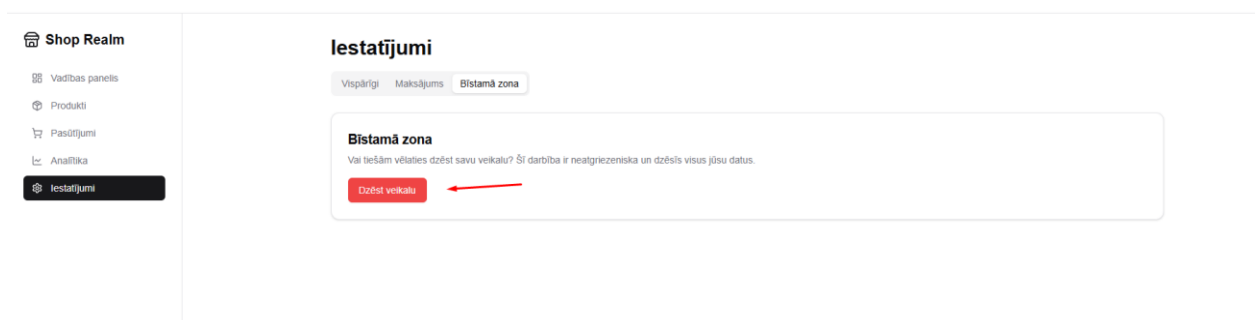 Shop Realm
Vadības panelis
Produkti
Pasūtījumi
Analītika
Iestatījumi
Iestatījumi
Vispārīgi Maksājums Bīstamā zona
Bīstamā zona
Vai tiešām vēlaties dzēst savu veikalu? Šī darbība ir neatgriezeniska un dzēsīs visus jūsu datus.
Dzēst veikalu